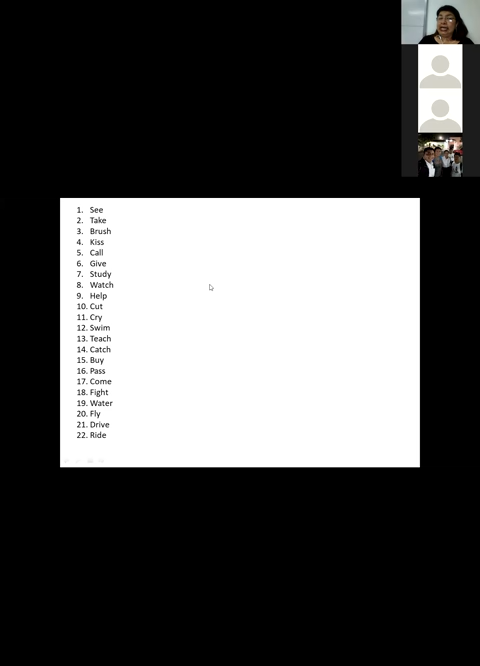 1. See
2. Take
3. Brush
4. Kiss
5. Call
6. Give
7. Study
8. Watch
9. Help
10. Cut
11. Cry
12. Swim
13. Teach
14. Catch
15. Buy
16. Pass
17. Come
18. Fight
19. Water
20. Fly
21. Drive
22. Ride